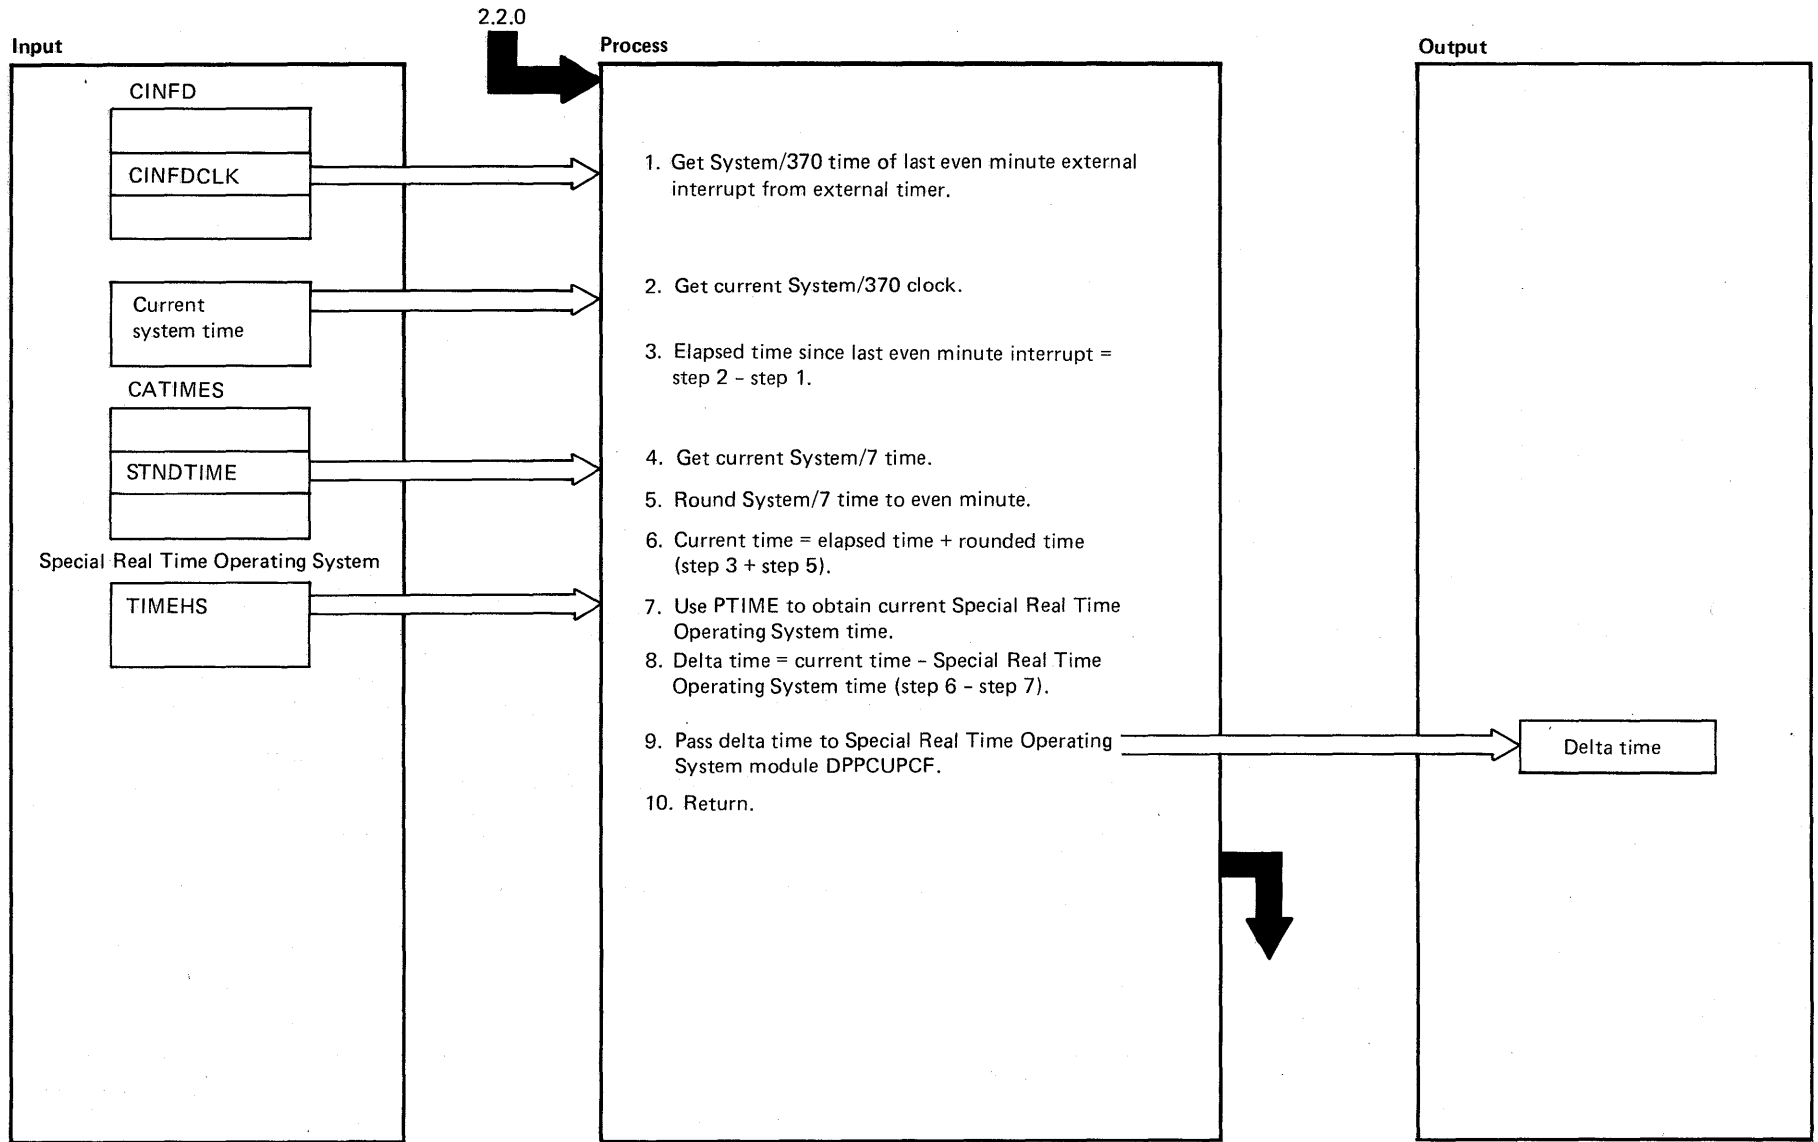 2.2.0
Input
CINFD
CINFDCLK
Current
system time
CATIMES
STNDTIME
Special Real Time Operating System
TIMEHS
Process
1. Get System/370 time of last even minute external
interrupt from external timer.
2. Get current System/370 clock.
3. Elapsed time since last even minute interrupt =
step 2 – step 1.
4. Get current System/7 time.
5. Round System/7 time to even minute.
6. Current time = elapsed time + rounded time
(step 3 + step 5).
7. Use PTIME to obtain current Special Real Time
Operating System time.
8. Delta time = current time – Special Real Time
Operating System time (step 6 – step 7).
9. Pass delta time to Special Real Time Operating
System module DPPCUPCF.
10. Return.
Output
Delta time